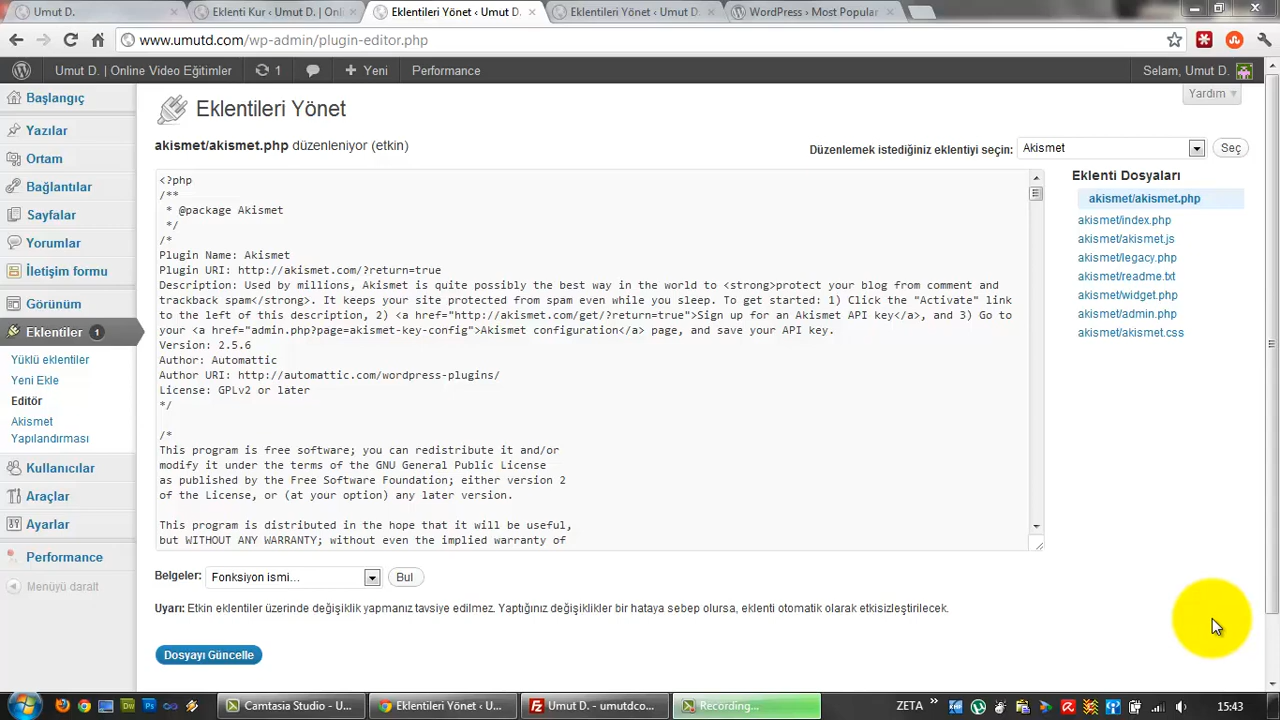 Umut D.
Eklenti Kur ‹ Umut D. | Onli
Eklentileri Yönet ‹ Umut D.
Eklentileri Yönet ‹ Umut D.
WordPress › Most Popular
www.umutd.com/wp-admin/plugin-editor.php
Umut D. | Online Video Eğitimler
1
Yeni
Performance
Selam, Umut D.
Başlangıç
Yazılar
Ortam
Bağlantılar
Sayfalar
Yorumlar
İletişim formu
Görünüm
Eklentiler 1
Yüklü eklentiler
Yeni Ekle
Editör
Akismet
Yapılandırması
Kullanıcılar
Araçlar
Ayarlar
Performance
Menüyü daralt
Yardım
Eklentileri Yönet
akismet/akismet.php düzenleniyor (etkin)
Düzenlemek istediğiniz eklentiyi seçin:
Akismet
Seç
<?php
/**
* @package Akismet
*/
/*
Plugin Name: Akismet
Plugin URI: http://akismet.com/?return=true
Description: Used by millions, Akismet is quite possibly the best way in the world to <strong>protect your blog from comment and
trackback spam</strong>. It keeps your site protected from spam even while you sleep. To get started: 1) Click the "Activate" link
to the left of this description, 2) <a href="http://akismet.com/get/?return=true">Sign up for an Akismet API key</a>, and 3) Go to
your <a href="admin.php?page=akismet-key-config">Akismet configuration</a> page, and save your API key.
Version: 2.5.6
Author: Automattic
Author URI: http://automattic.com/wordpress-plugins/
License: GPLv2 or later
*/
/*
This program is free software; you can redistribute it and/or
modify it under the terms of the GNU General Public License
as published by the Free Software Foundation; either version 2
of the License, or (at your option) any later version.
This program is distributed in the hope that it will be useful,
but WITHOUT ANY WARRANTY; without even the implied warranty of
Eklenti Dosyaları
akismet/akismet.php
akismet/index.php
akismet/akismet.js
akismet/legacy.php
akismet/readme.txt
akismet/widget.php
akismet/admin.php
akismet/akismet.css
Belgeler:
Fonksiyon ismi...
Bul
Uyarı: Etkin eklentiler üzerinde değişiklik yapmanız tavsiye edilmez. Yaptığınız değişiklikler bir hataya sebep olursa, eklenti otomatik olarak etkisizleştirilecek.
Dosyayı Güncelle
Camtasia Studio - U...
Eklentileri Yönet ‹ U...
Umut D. - umutdco...
Recording...
ZETA
15:43